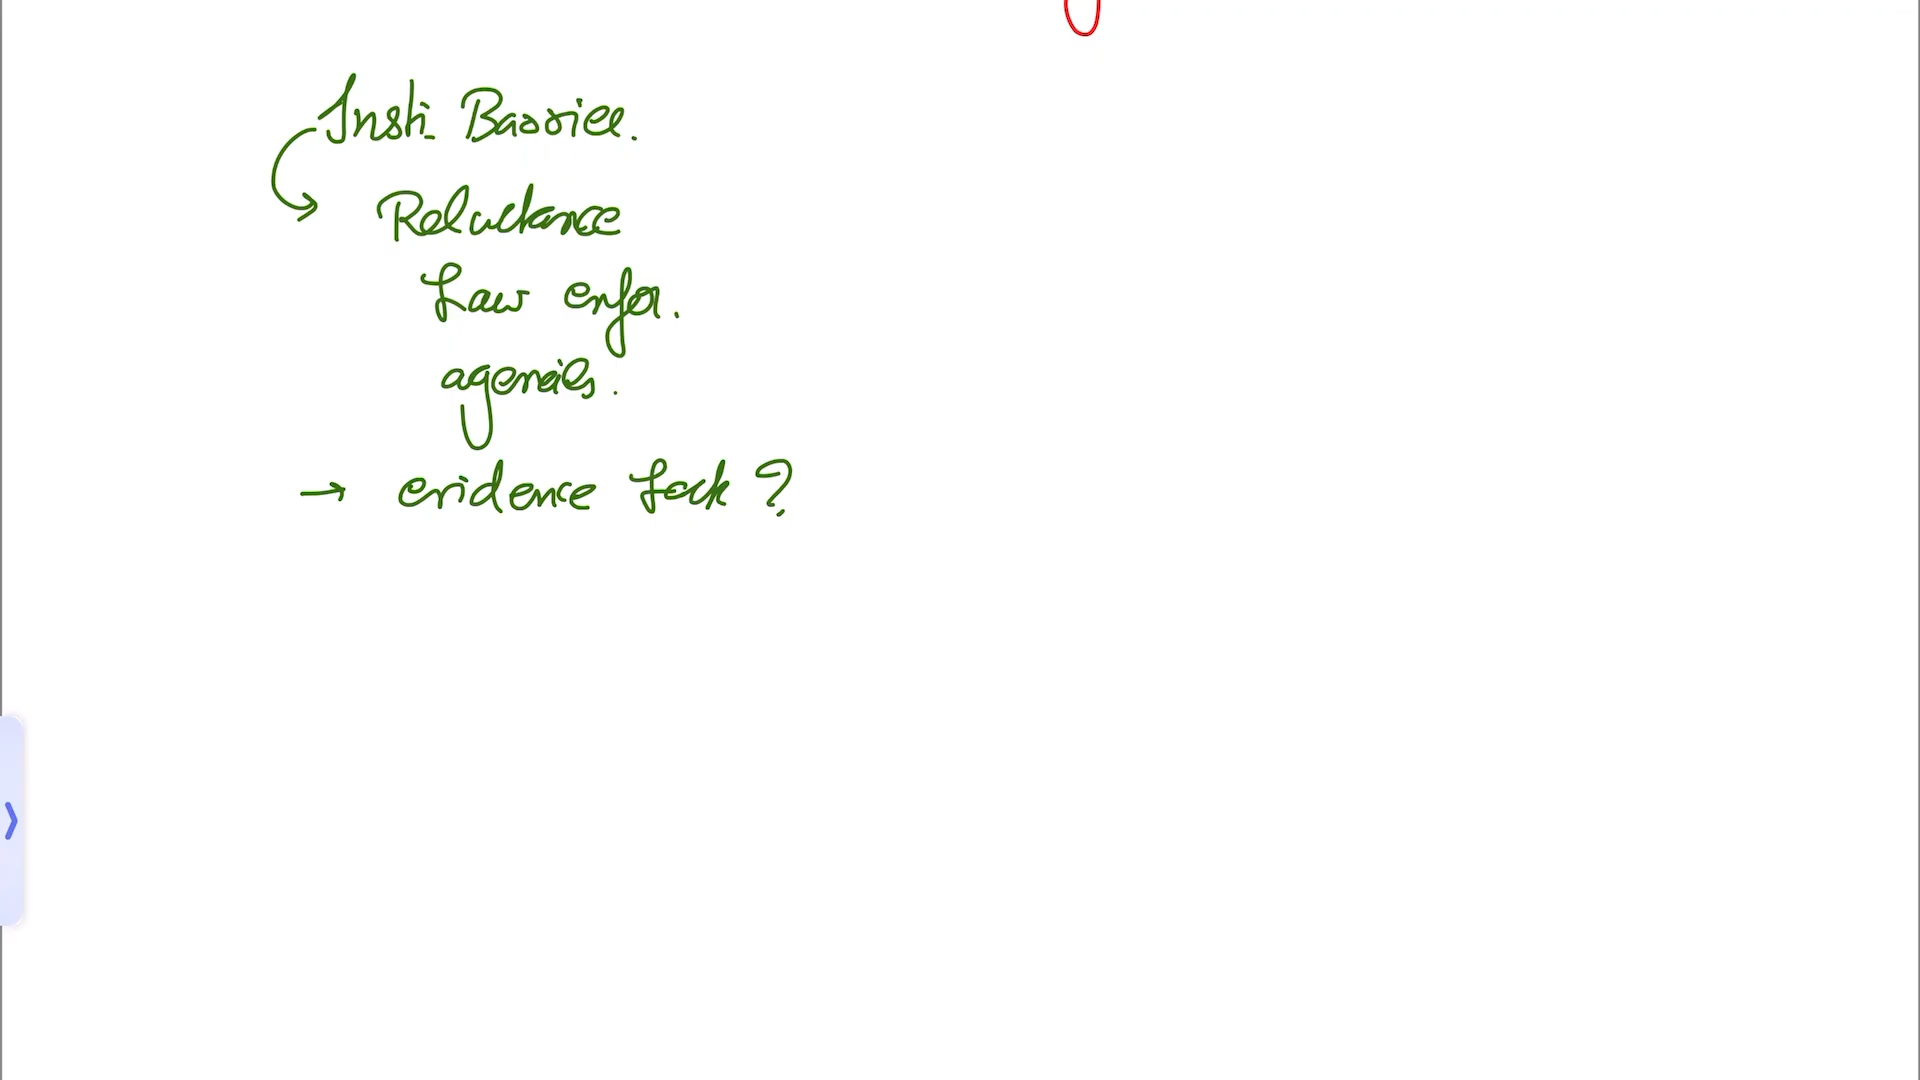 Insti. Barrier.
Reluctance
Law enfor.
agencies.
→ evidence Lack ?